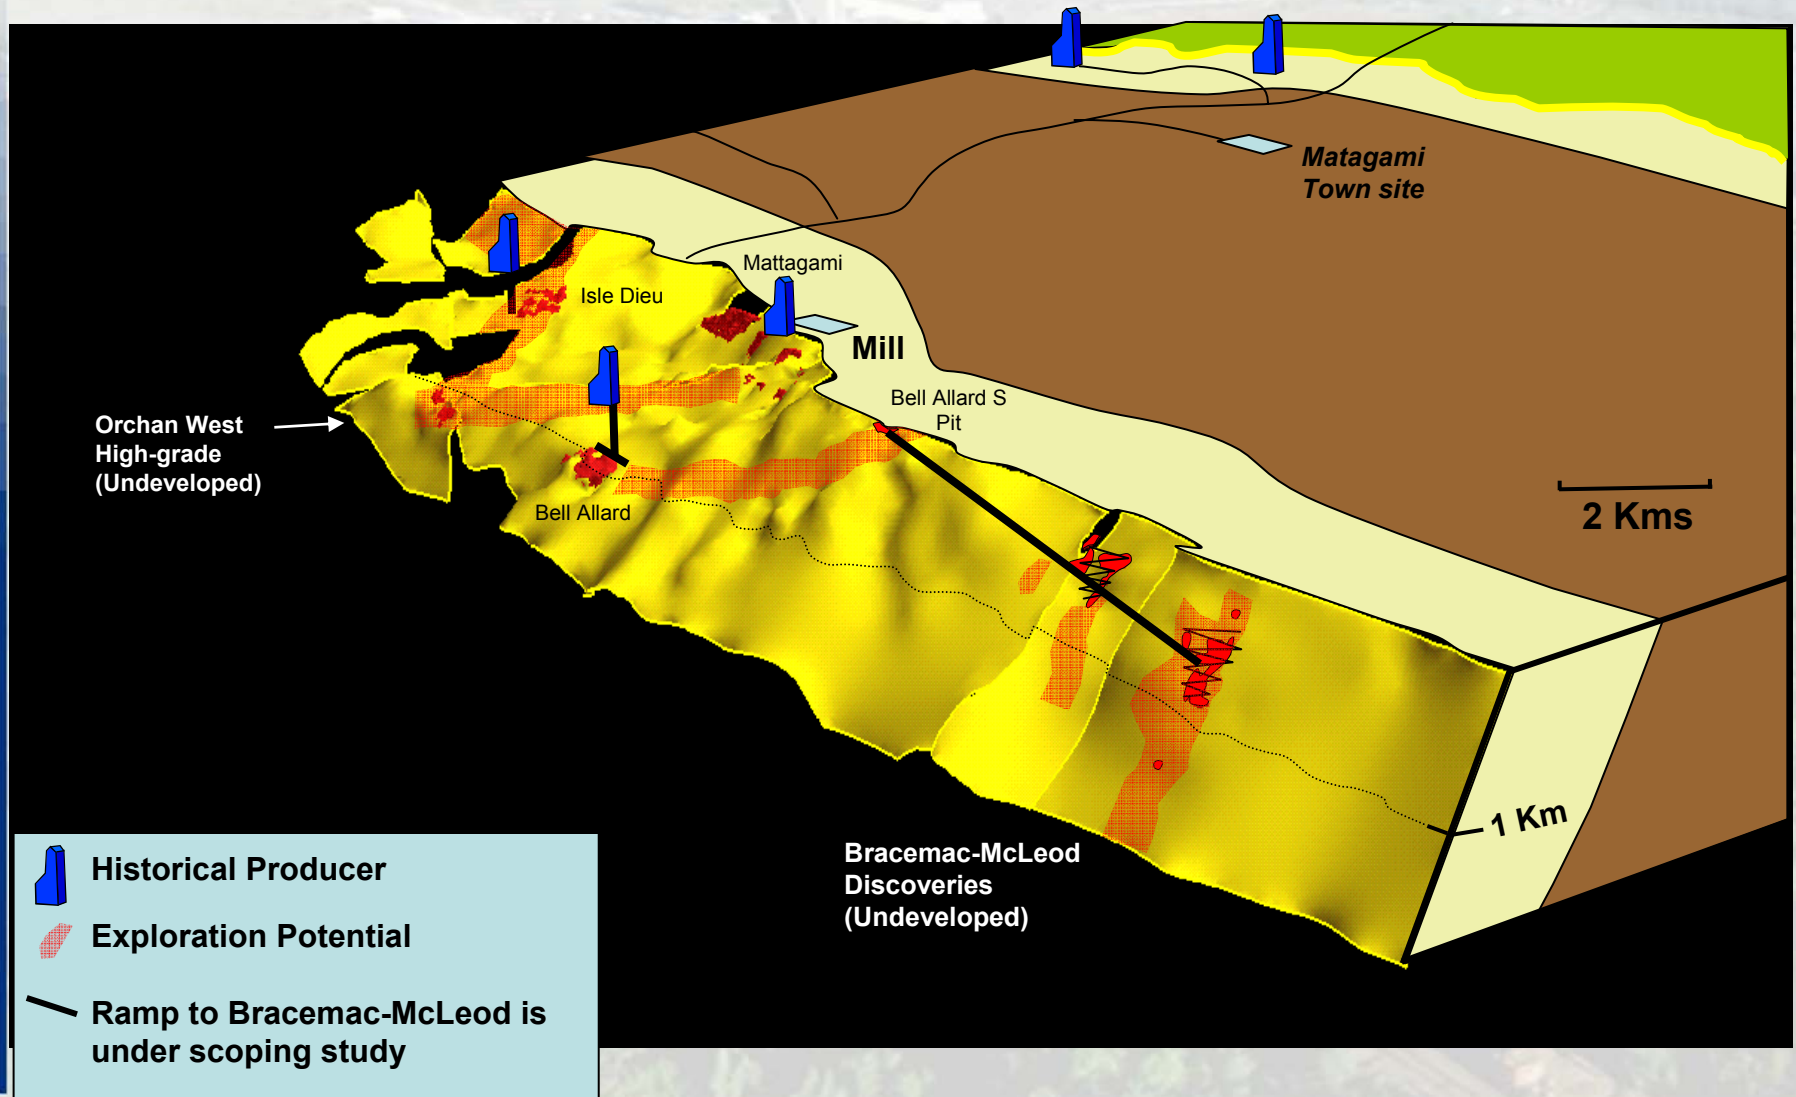 Matagami
Town site
Mattagami
Isle Dieu
Mill
Bell Allard S
Pit
Orchan West
High-grade
(Undeveloped)
2 Kms
Bell Allard
1 Km
Bracemac-McLeod
Discoveries
(Undeveloped)
Historical Producer
Exploration Potential
Ramp to Bracemac-McLeod is
under scoping study